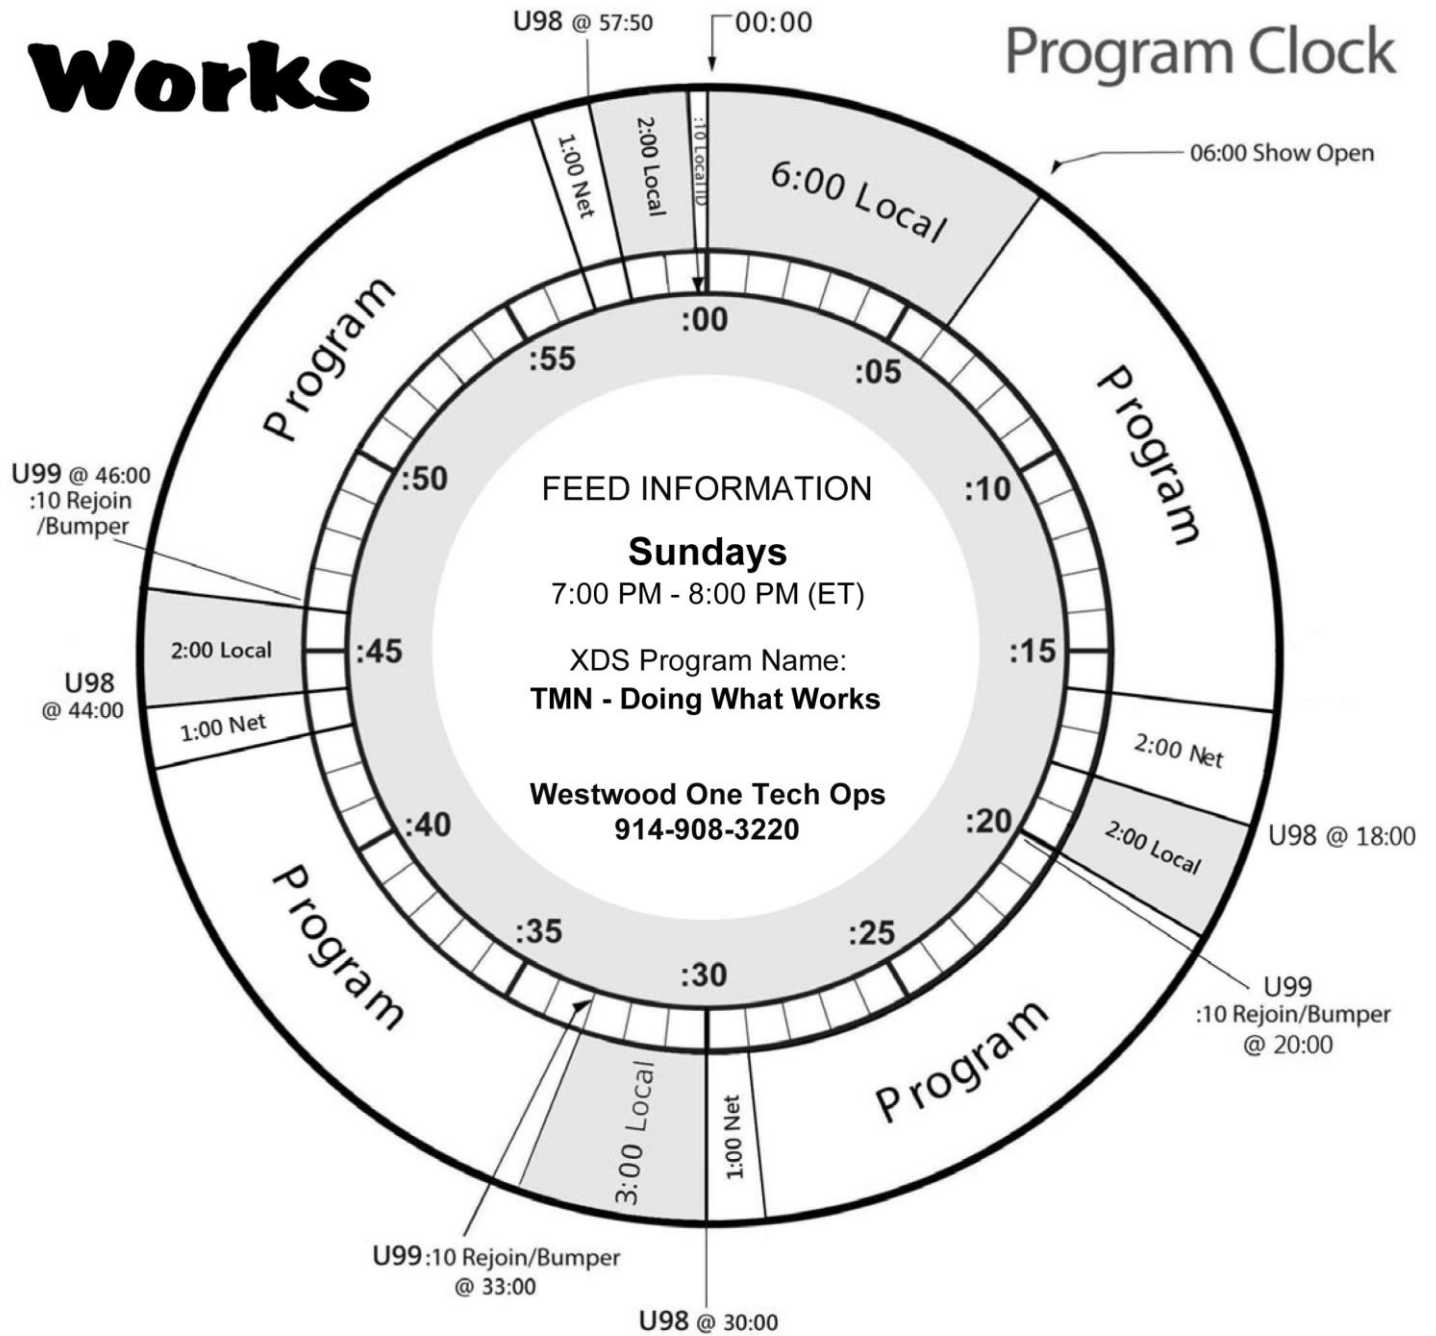 Works
Program Clock
U98 @ 57:50
00:00
06:00 Show Open
1:00 Net
2:00 Local
:10 Local ID
6:00 Local
Program
Program
:00
:55
:05
:50
:10
:45
:15
:40
:20
:35
:25
:30
U99 @ 46:00
:10 Rejoin
/Bumper
2:00 Local
U98
@ 44:00
1:00 Net
FEED INFORMATION
Sundays
7:00 PM - 8:00 PM (ET)
XDS Program Name:
TMN - Doing What Works
Westwood One Tech Ops
914-908-3220
2:00 Net
2:00 Local
U98 @ 18:00
U99
:10 Rejoin/Bumper
@ 20:00
Program
Program
3:00 Local
1:00 Net
U99 :10 Rejoin/Bumper
@ 33:00
U98 @ 30:00